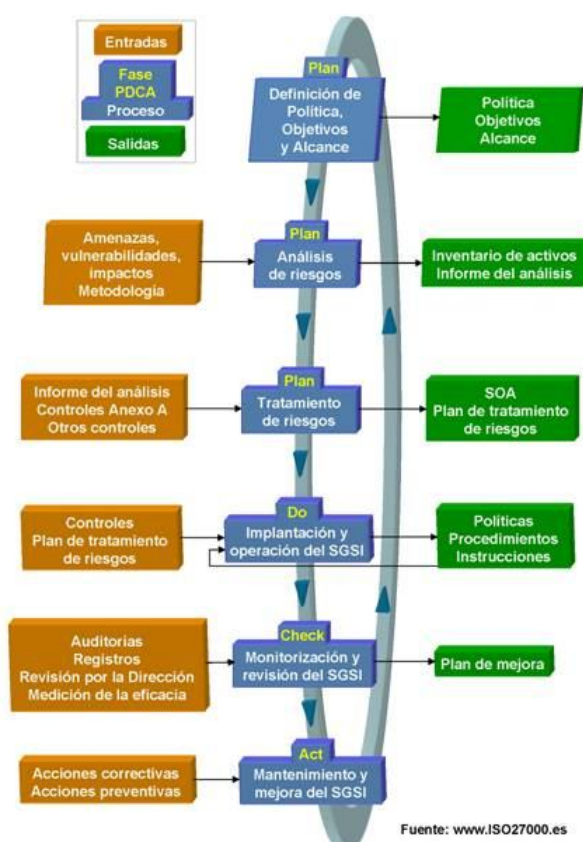 Entradas
Fase
PDCA
Proceso
Salidas
Plan
Definición de
Política,
Objetivos
y Alcance
Política
Objetivos
Alcance
Amenazas,
vulnerabilidades,
impactos
Metodología
Plan
Análisis
de riesgos
Inventario de activos
Informe del análisis
Informe del análisis
Controles Anexo A
Otros controles
Plan
Tratamiento
de riesgos
SOA
Plan de tratamiento
de riesgos
Controles
Plan de tratamiento
de riesgos
Do
Implantación y
operación del SGSI
Políticas
Procedimientos
Instrucciones
Auditorias
Registros
Revisión por la Dirección
Medición de la eficacia
Check
Monitorización y
revisión del SGSI
Plan de mejora
Acciones correctivas
Acciones preventivas
Act
Mantenimiento y
mejora del SGSI
Fuente: www.ISO27000.es